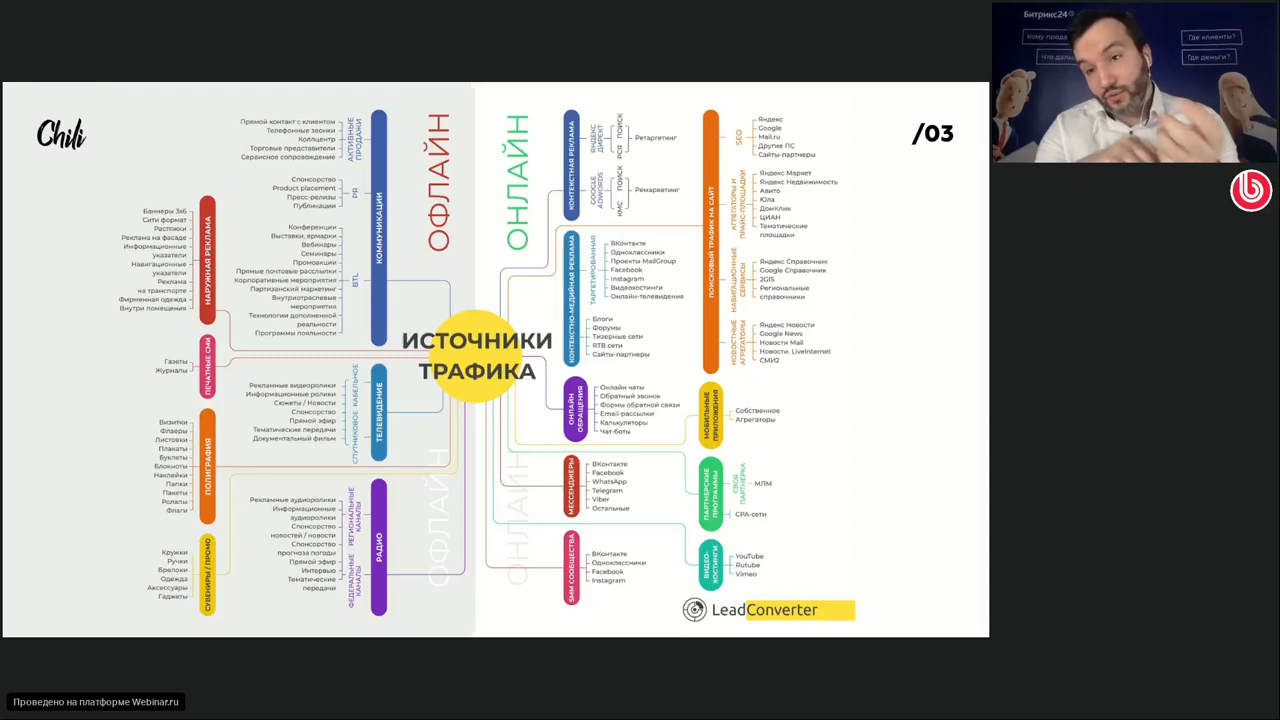 Chili
/03
Битрикс24
Кому прода
Где клиенты?
Что даль
Где деньги?
ИСТОЧНИКИ
ТРАФИКА
ОФЛАЙН
КОММУНИКАЦИИ
АКТИВНЫЕ
ПРОДАЖИ
Прямой контакт с клиентом
Телефонные звонки
Коллцентр
Торговые представители
Сервисное сопровождение
PR
Спонсорство
Product placement
Пресс-релизы
Публикации
BTL
Конференции
Выставки, ярмарки
Вебинары
Семинары
Промоакции
Прямые почтовые рассылки
Корпоративные мероприятия
Партизанский маркетинг
Внутриотраслевые
мероприятия
Технологии дополненной
реальности
Программы лояльности
НАРУЖНАЯ РЕКЛАМА
Баннеры 3х6
Сити формат
Растяжки
Реклама на фасаде
Информационные
указатели
Навигационные
указатели
Реклама
на транспорте
Фирменная одежда
Внутри помещения
ПЕЧАТНЫЕ СМИ
Газеты
Журналы
ТЕЛЕВИДЕНИЕ
КАБЕЛЬНОЕ
СПУТНИКОВОЕ
Рекламные видеоролики
Информационные ролики
Сюжеты / Новости
Спонсорство
Прямой эфир
Тематические передачи
Документальный фильм
ПОЛИГРАФИЯ
Визитки
Флаеры
Листовки
Плакаты
Буклеты
Блокноты
Наклейки
Папки
Пакеты
Ролапы
Флаги
РАДИО
РЕГИОНАЛЬНЫЕ
КАНАЛЫ
ФЕДЕРАЛЬНЫЕ
КАНАЛЫ
Рекламные аудиоролики
Информационные
аудиоролики
Спонсорство
новостей / новости
Спонсорство
прогноза погоды
Прямой эфир
Интервью
Тематические
передачи
СУВЕНИРЫ / ПРОМО
Кружки
Ручки
Брелоки
Одежда
Аксессуары
Гаджеты
ОФЛАЙН
ОНЛАЙН
КОНТЕКСТНАЯ РЕКЛАМА
ЯНДЕКС
ДИРЕКТ
ПОИСК
РСЯ
Ретаргетинг
GOOGLE
ADWORDS
ПОИСК
КМС
Ремаркетинг
КОНТЕКСТНО-МЕДИЙНАЯ РЕКЛАМА
ТАРГЕТИРОВАННАЯ
ВКонтакте
Одноклассники
Проекты MailGroup
Facebook
Instagram
Видеохостинги
Онлайн-телевидение
Блоги
Форумы
Тизерные сети
RTB сети
Сайты-партнеры
ОНЛАЙН
ОБРАЩЕНИЯ
Онлайн чаты
Обратный звонок
Формы обратной связи
Email-рассылки
Калькуляторы
Чат-боты
МЕССЕНДЖЕРЫ
ВКонтакте
Facebook
WhatsApp
Telegram
Viber
Остальные
SMM СООБЩЕСТВА
ВКонтакте
Одноклассники
Facebook
Instagram
ОНЛАЙН
ПОИСКОВЫЙ ТРАФИК НА САЙТ
SEO
Яндекс
Google
Mail.ru
Другие ПС
Сайты-партнеры
АГРЕГАТОРЫ И
ПРАЙС-ПЛОЩАДКИ
Яндекс Маркет
Яндекс Недвижимость
Авито
Юла
ДомКлик
ЦИАН
Тематические
площадки
НАВИГАЦИОННЫЕ
СЕРВИСЫ
Яндекс Справочник
Google Справочник
2GIS
Региональные
справочники
НОВОСТНЫЕ
АГРЕГАТОРЫ
Яндекс Новости
Google News
Новости Mail
Новости. LiveInternet
СМИ2
МОБИЛЬНЫЕ
ПРИЛОЖЕНИЯ
Собственное
Агрегаторы
ПАРТНЕРСКИЕ
ПРОГРАММЫ
СВОЯ
ПАРТНЕРКА
МЛМ
CPA-сети
ВИДЕО-
ХОСТИНГИ
YouTube
Rutube
Vimeo
LeadConverter
Проведено на платформе Webinar.ru